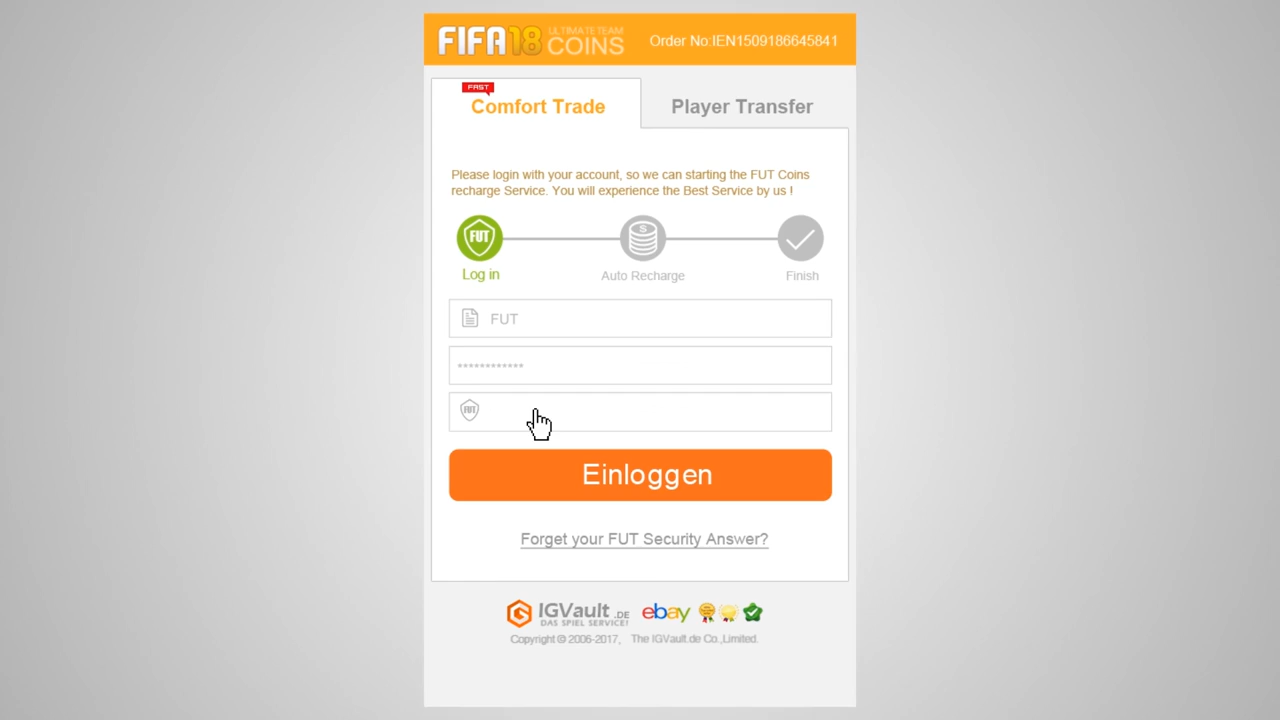 FIFA 18 ULTIMATE TEAM COINS
Order No:IEN1509186645841
FAST
Comfort Trade
Player Transfer
Please login with your account, so we can starting the FUT Coins
recharge Service. You will experience the Best Service by us !
FUT
Log in
Auto Recharge
Finish
FUT
************
FUT
Einloggen
Forget your FUT Security Answer?
IGVault.DE
DAS SPIEL SERVICE!
ebay
Copyright © 2006-2017, The IGVault.de Co.,Limited.